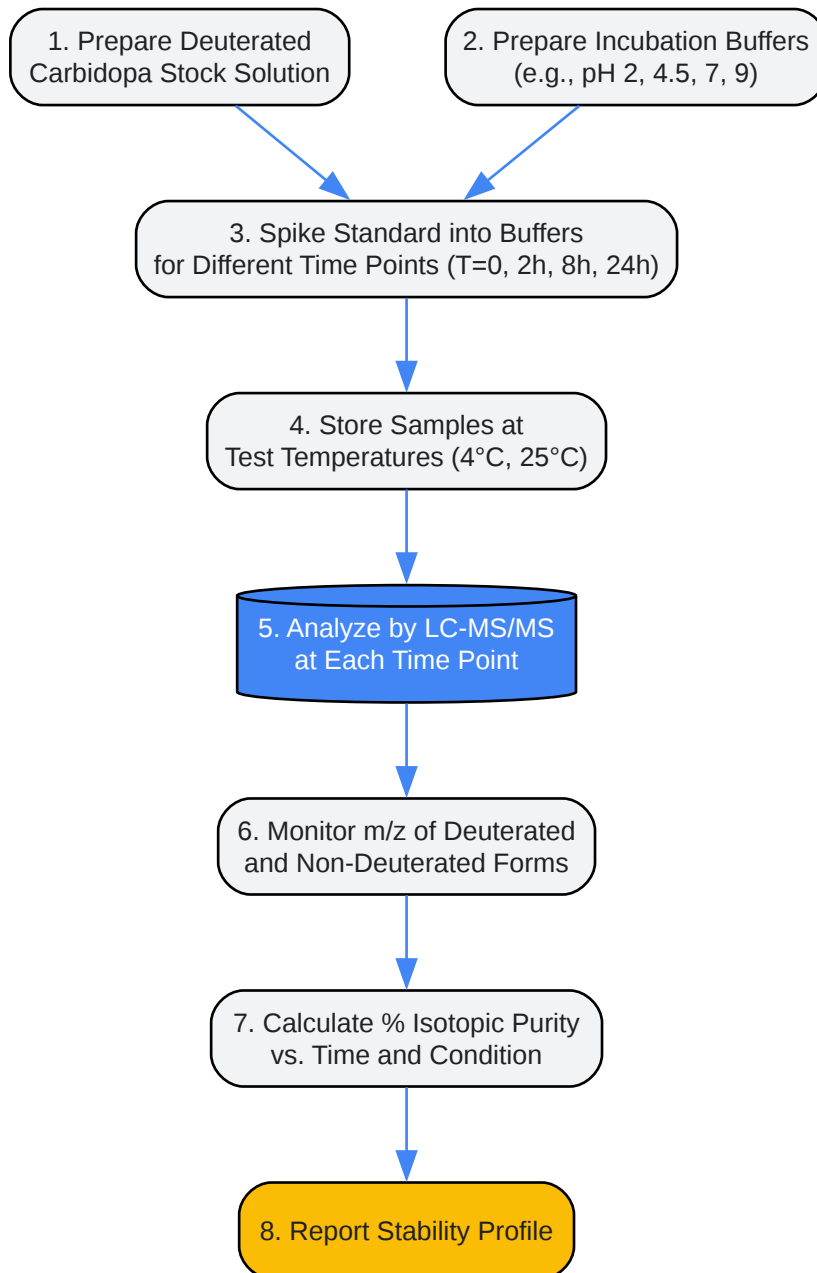 1. Prepare Deuterated
Carbidopa Stock Solution
2. Prepare Incubation Buffers
(e.g., pH 2, 4.5, 7, 9)
3. Spike Standard into Buffers
for Different Time Points (T=0, 2h, 8h, 24h)
4. Store Samples at
Test Temperatures (4°C, 25°C)
5. Analyze by LC-MS/MS
at Each Time Point
6. Monitor m/z of Deuterated
and Non-Deuterated Forms
7. Calculate % Isotopic Purity
vs. Time and Condition
8. Report Stability Profile